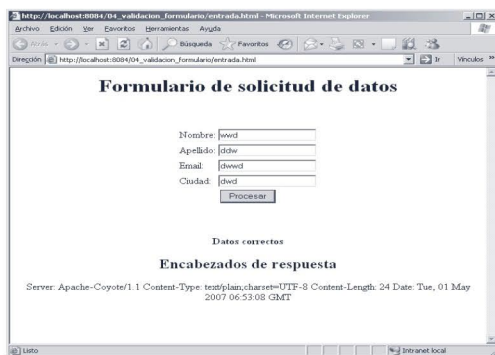 http://localhost:8084/04_validacion_formulario/entrada.html - Microsoft Internet Explorer
Archivo Edición Ver Favoritos Herramientas Ayuda
Atrás Búsqueda Favoritos
Dirección http://localhost:8084/04_validacion_formulario/entrada.html Ir Vínculos »
Formulario de solicitud de datos
Nombre: wwd
Apellido: ddw
Email: dwwd
Ciudad: dwd
Procesar
Datos correctos
Encabezados de respuesta
Server: Apache-Coyote/1.1 Content-Type: text/plain;charset=UTF-8 Content-Length: 24 Date: Tue, 01 May
2007 06:53:08 GMT
Listo Intranet local